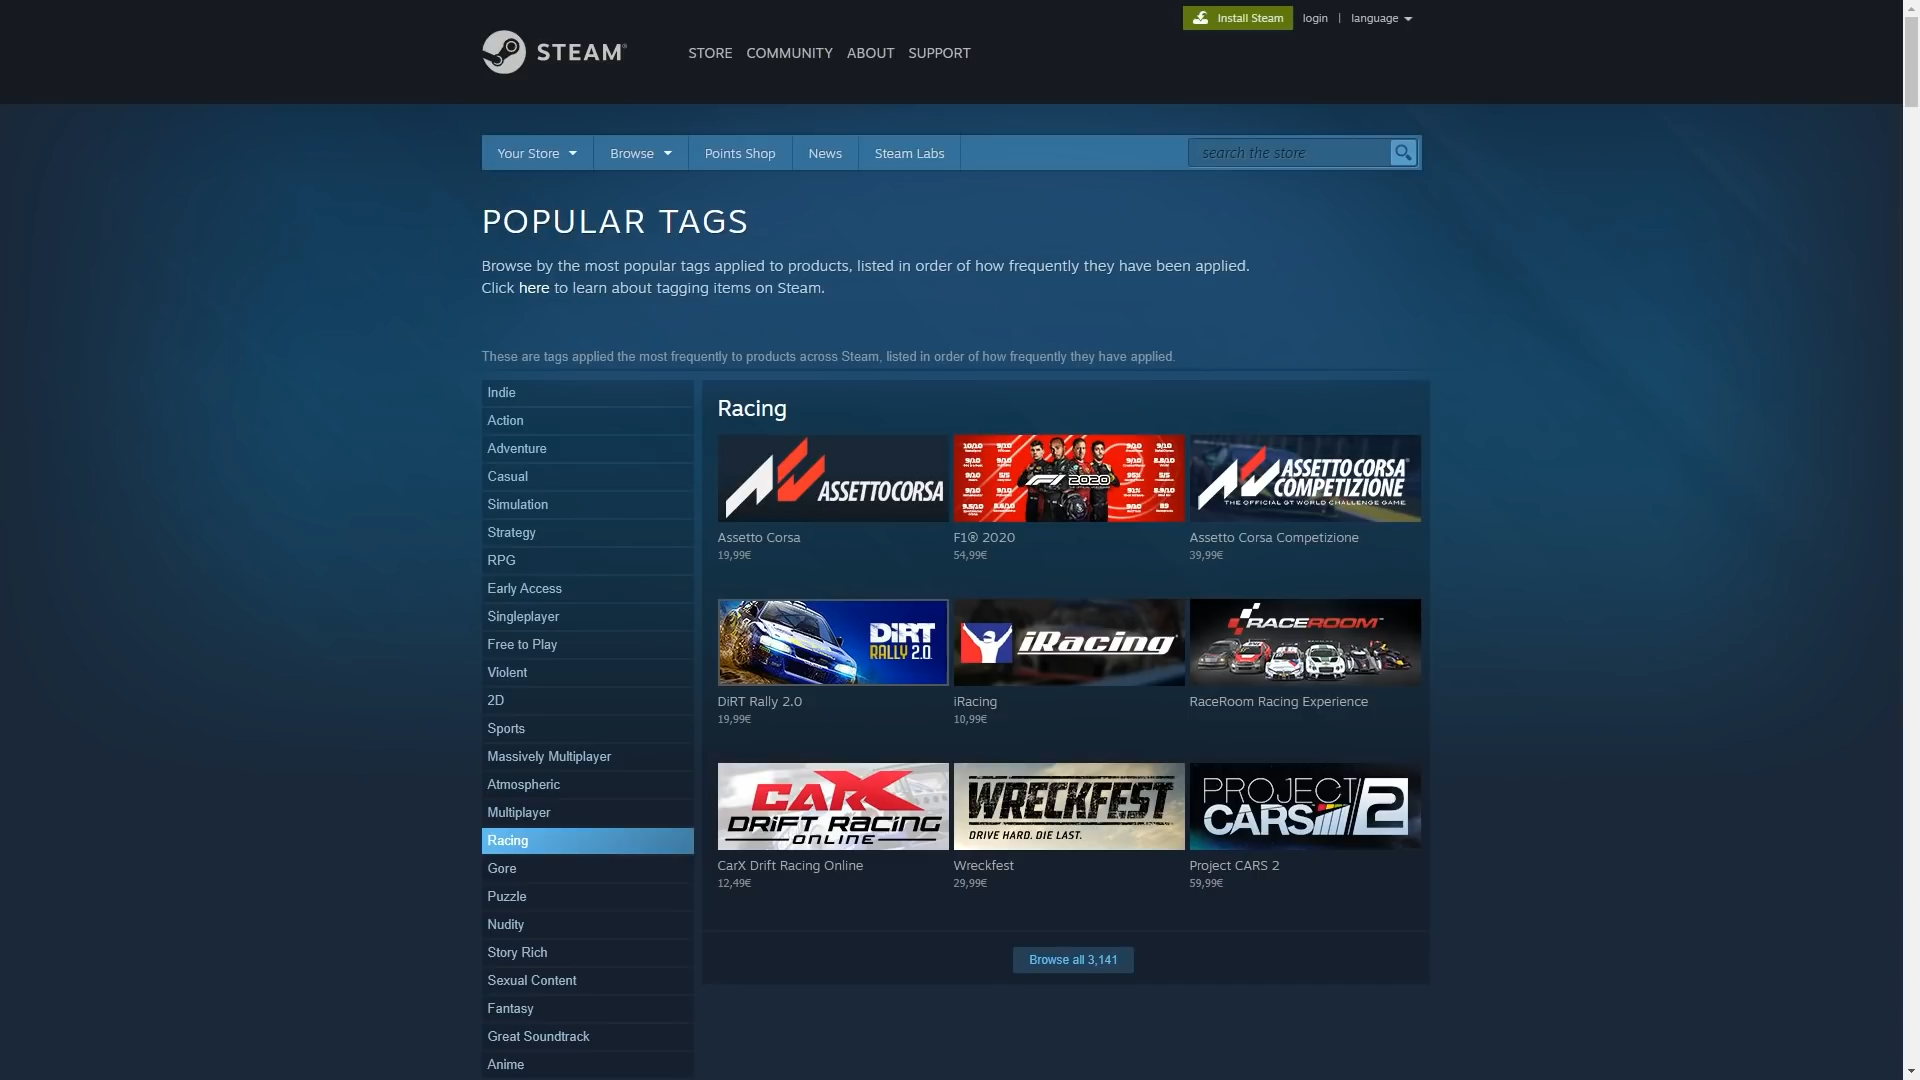 Install Steam login | language
STEAM®
STORE COMMUNITY ABOUT SUPPORT
Your Store Browse Points Shop News Steam Labs search the store
POPULAR TAGS
Browse by the most popular tags applied to products, listed in order of how frequently they have been applied.
Click here to learn about tagging items on Steam.
These are tags applied the most frequently to products across Steam, listed in order of how frequently they have applied.
Indie
Action
Adventure
Casual
Simulation
Strategy
RPG
Early Access
Singleplayer
Free to Play
Violent
2D
Sports
Massively Multiplayer
Atmospheric
Multiplayer
Racing
Gore
Puzzle
Nudity
Story Rich
Sexual Content
Fantasy
Great Soundtrack
Anime
Racing
ASSETTO CORSA
Assetto Corsa
19,99€
F1 2020
F1® 2020
54,99€
ASSETTO CORSA
COMPETIZIONE
THE OFFICIAL GT WORLD CHALLENGE GAME
Assetto Corsa Competizione
39,99€
DiRT
RALLY 2.0
DiRT Rally 2.0
19,99€
iRacing
iRacing
10,99€
RACEROOM
RaceRoom Racing Experience
CARX
DRIFT RACING
ONLINE
CarX Drift Racing Online
12,49€
WRECKFEST
DRIVE HARD. DIE LAST.
Wreckfest
29,99€
PROJECT
CARS 2
Project CARS 2
59,99€
Browse all 3,141